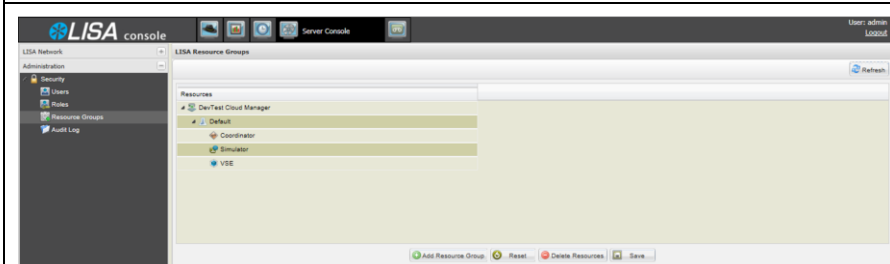 User: admin
LISA console
Server Console
Logout
LISA Network
LISA Resource Groups
Administration
Refresh
Security
Users
Roles
Resource Groups
Audit Log
Resources
DevTest Cloud Manager
Default
Coordinator
Simulator
VSE
Add Resource Group
Reset
Delete Resources
Save